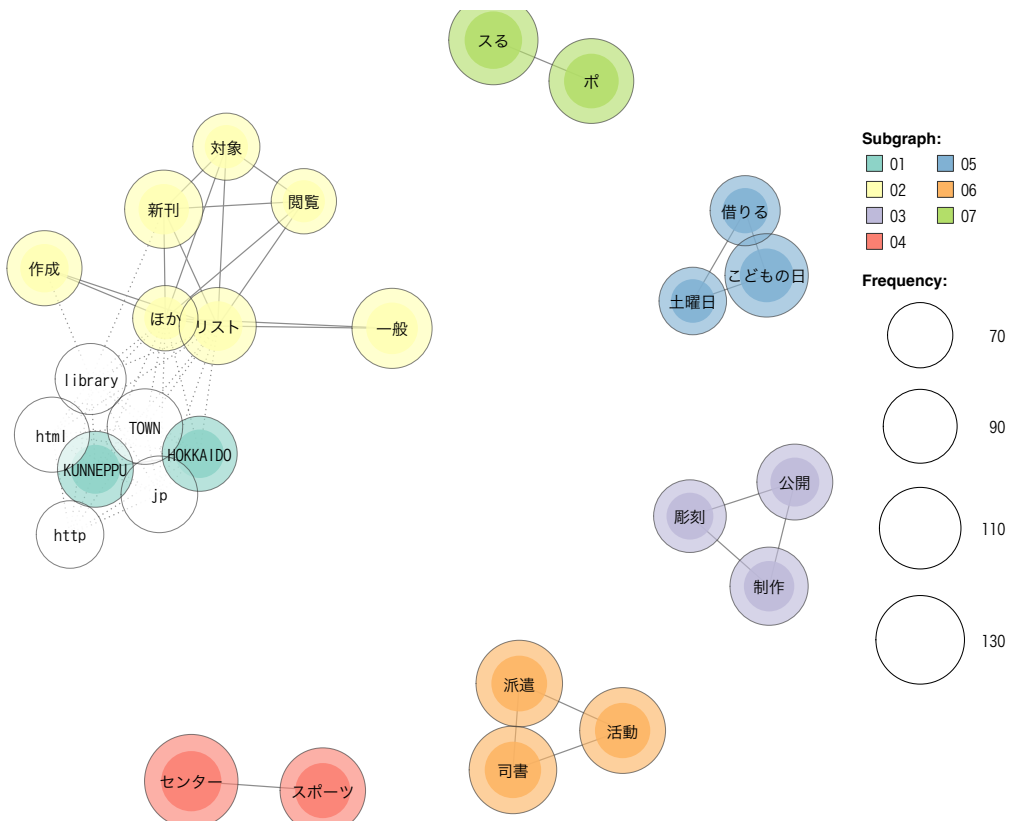 スる
ポ
対象
新刊
閲覧
作成
ほか
リスト
一般
library
html
TOWN
KUNNEPPU
HOKKAIDO
jp
http
借りる
こどもの日
土曜日
公開
彫刻
制作
派遣
活動
司書
センター
スポーツ
Subgraph:
01
02
03
04
05
06
07
Frequency:
70
90
110
130